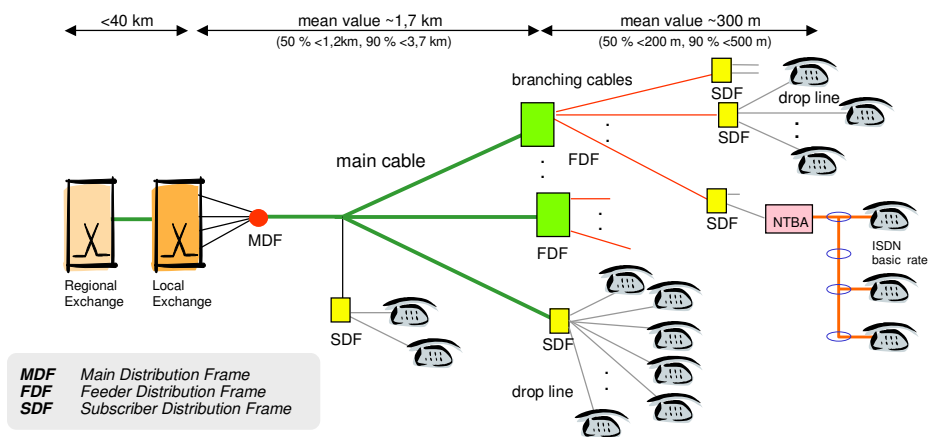 <40 km
mean value ~1,7 km
mean value ~300 m
(50 % <1,2km, 90 % <3,7 km)
(50 % <200 m, 90 % <500 m)
branching cables
SDF
drop line
SDF
main cable
FDF
SDF
NTBA
MDF
FDF
ISDN
basic rate
Regional
Exchange
Local
Exchange
SDF
SDF
drop line
MDF Main Distribution Frame
FDF Feeder Distribution Frame
SDF Subscriber Distribution Frame